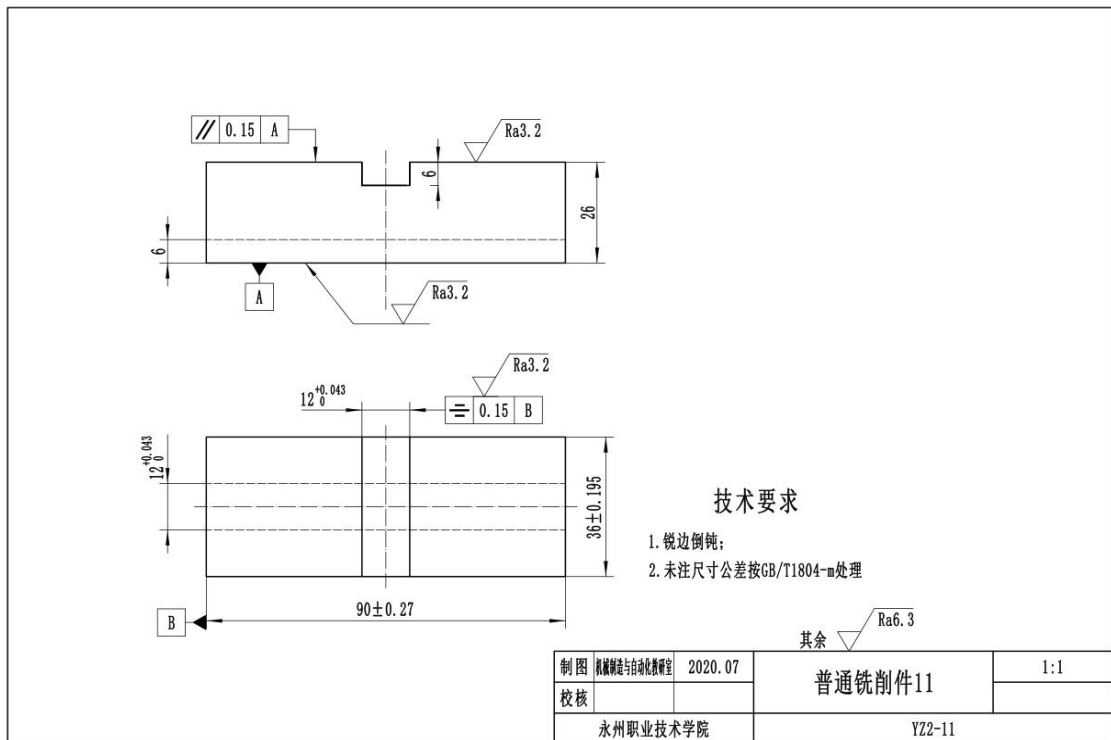 // 0.15 A
Ra3.2
6
26
6
A
Ra3.2
Ra3.2
12 +0.043 0
0.15 B
12 +0.043 0
36±0.195
90±0.27
B
技术要求
1.锐边倒钝;
2.未注尺寸公差按GB/T1804-m处理
其余 Ra6.3
制图 机械制造与自动化教研室 2020.07 普通铣削件11 1:1
校核
永州职业技术学院 YZ2-11